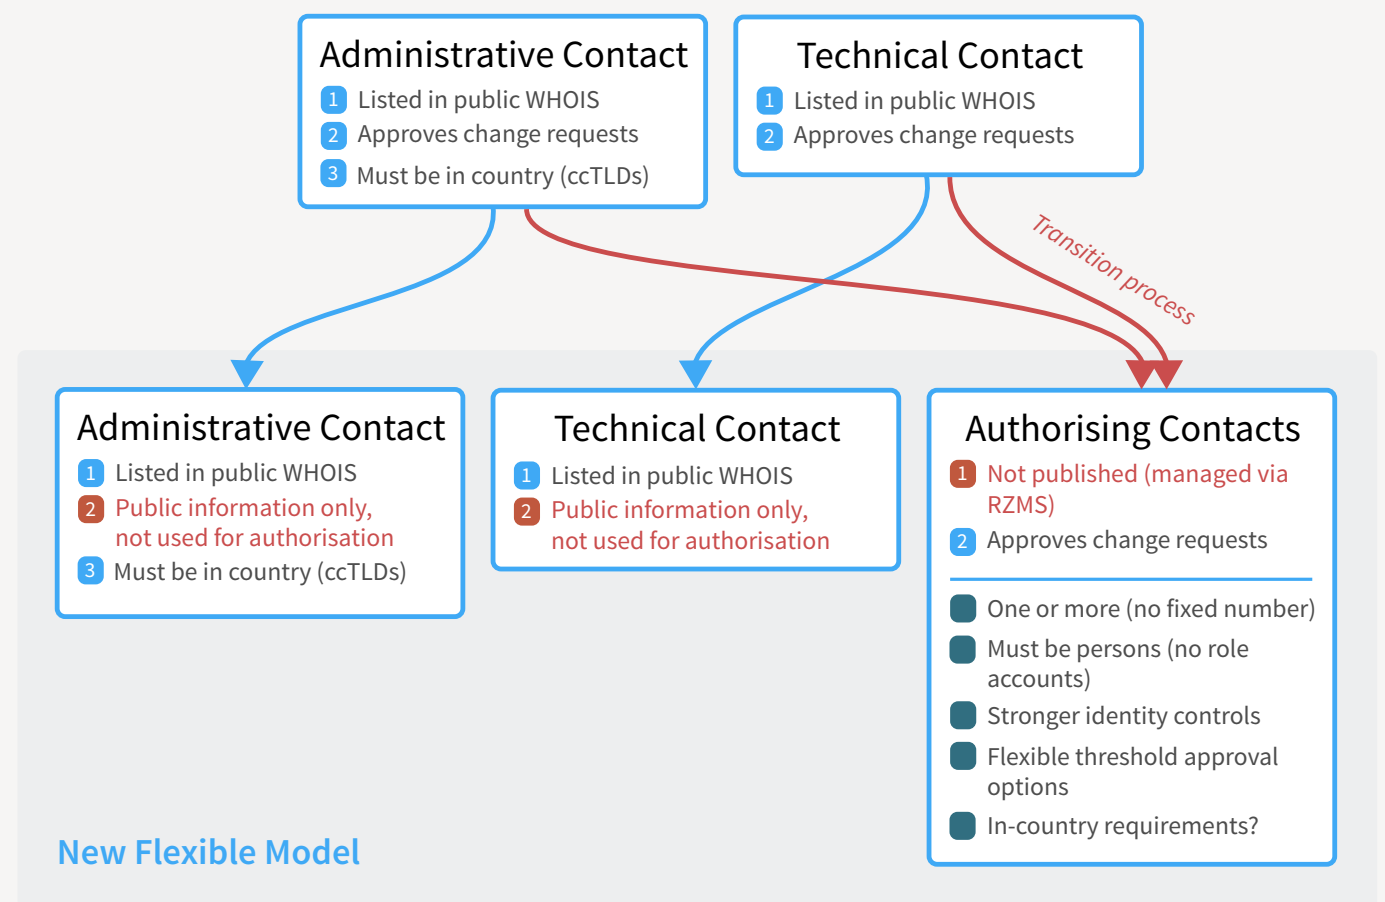 Administrative Contact
1 Listed in public WHOIS
2 Approves change requests
3 Must be in country (ccTLDs)
Technical Contact
1 Listed in public WHOIS
2 Approves change requests
Transition process
Administrative Contact
1 Listed in public WHOIS
2 Public information only,
not used for authorisation
3 Must be in country (ccTLDs)
Technical Contact
1 Listed in public WHOIS
2 Public information only,
not used for authorisation
Authorising Contacts
1 Not published (managed via
RZMS)
2 Approves change requests
One or more (no fixed number)
Must be persons (no role
accounts)
Stronger identity controls
Flexible threshold approval
options
In-country requirements?
New Flexible Model